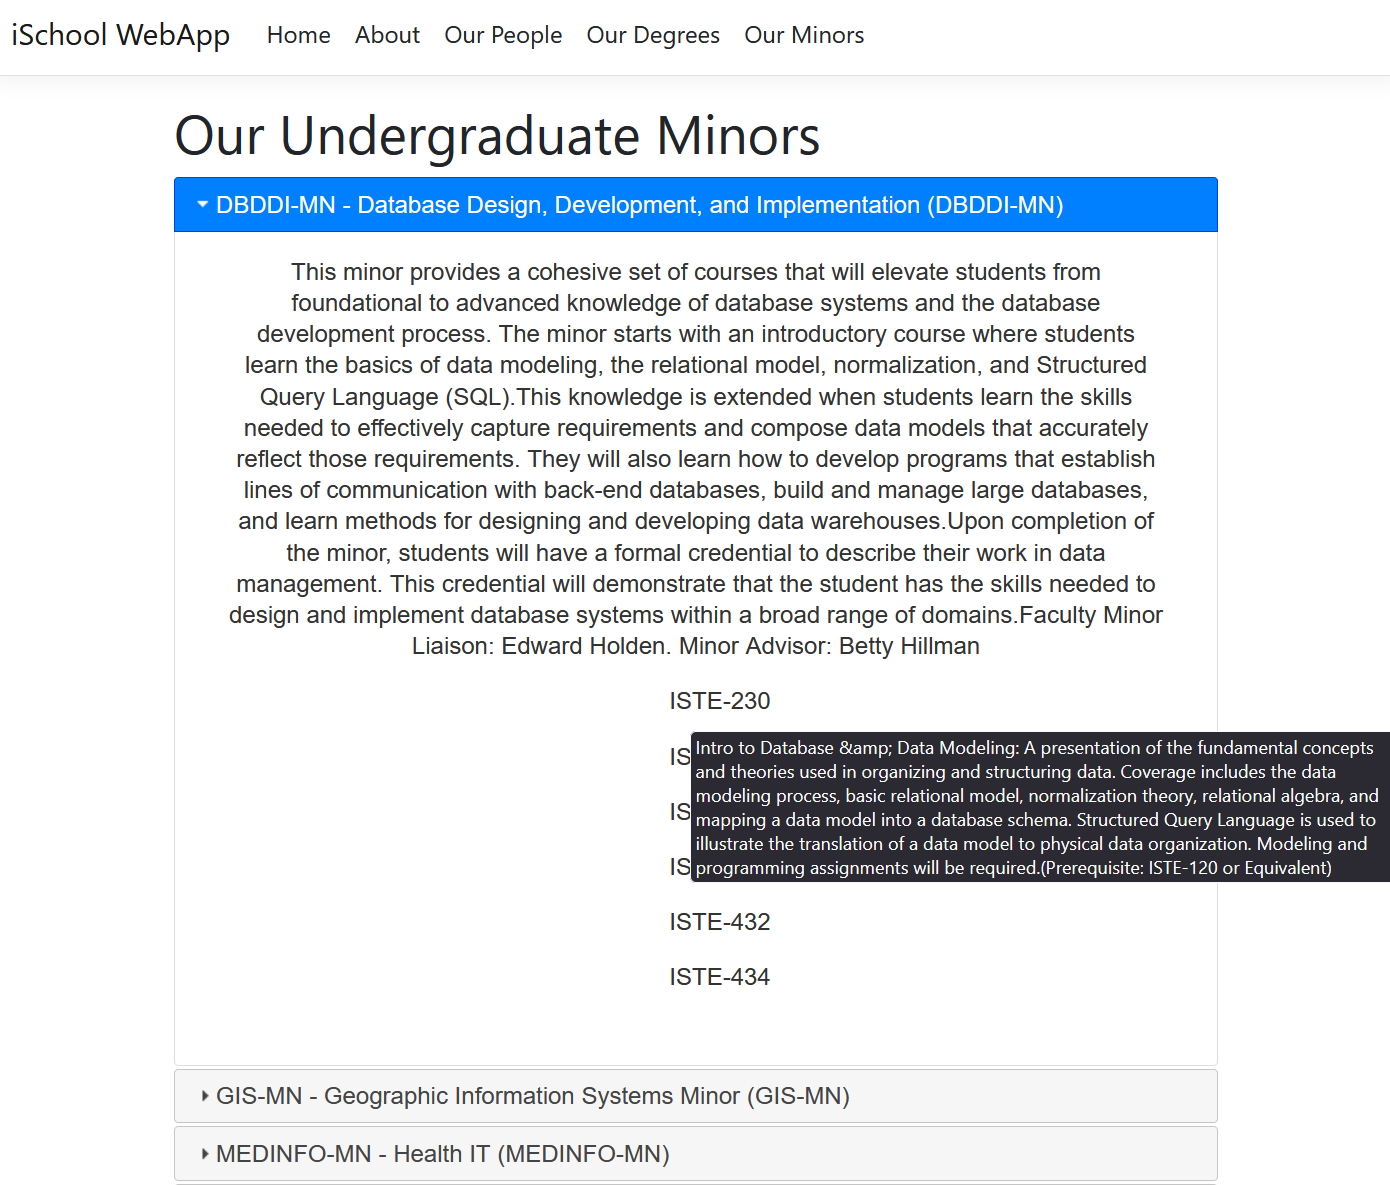 iSchool WebApp Home About Our People Our Degrees Our Minors
Our Undergraduate Minors
DBDDI-MN - Database Design, Development, and Implementation (DBDDI-MN)
This minor provides a cohesive set of courses that will elevate students from
foundational to advanced knowledge of database systems and the database
development process. The minor starts with an introductory course where students
learn the basics of data modeling, the relational model, normalization, and Structured
Query Language (SQL).This knowledge is extended when students learn the skills
needed to effectively capture requirements and compose data models that accurately
reflect those requirements. They will also learn how to develop programs that establish
lines of communication with back-end databases, build and manage large databases,
and learn methods for designing and developing data warehouses.Upon completion of
the minor, students will have a formal credential to describe their work in data
management. This credential will demonstrate that the student has the skills needed to
design and implement database systems within a broad range of domains.Faculty Minor
Liaison: Edward Holden. Minor Advisor: Betty Hillman
ISTE-230
Intro to Database &amp; Data Modeling: A presentation of the fundamental concepts
and theories used in organizing and structuring data. Coverage includes the data
modeling process, basic relational model, normalization theory, relational algebra, and
mapping a data model into a database schema. Structured Query Language is used to
illustrate the translation of a data model to physical data organization. Modeling and
programming assignments will be required.(Prerequisite: ISTE-120 or Equivalent)
ISTE-432
ISTE-434
GIS-MN - Geographic Information Systems Minor (GIS-MN)
MEDINFO-MN - Health IT (MEDINFO-MN)